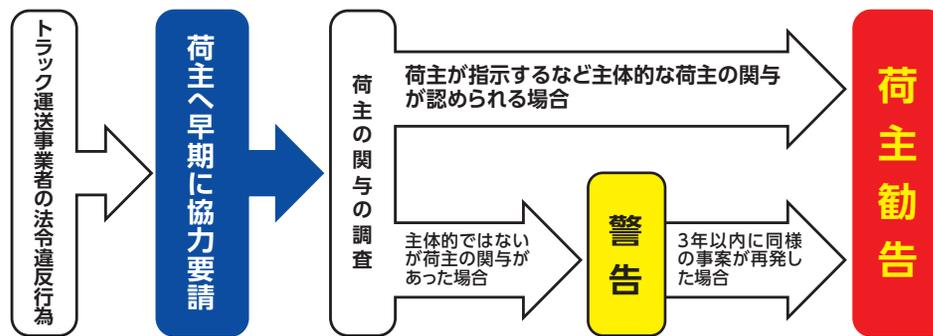 トラック運送事業者の法令違反行為
荷主へ早期に協力要請
荷主の関与の調査
荷主が指示するなど主体的な荷主の関与
が認められる場合
主体的ではない
が荷主の関与が
あった場合
警告
3年以内に同様
の事案が再発し
た場合
荷主勧告